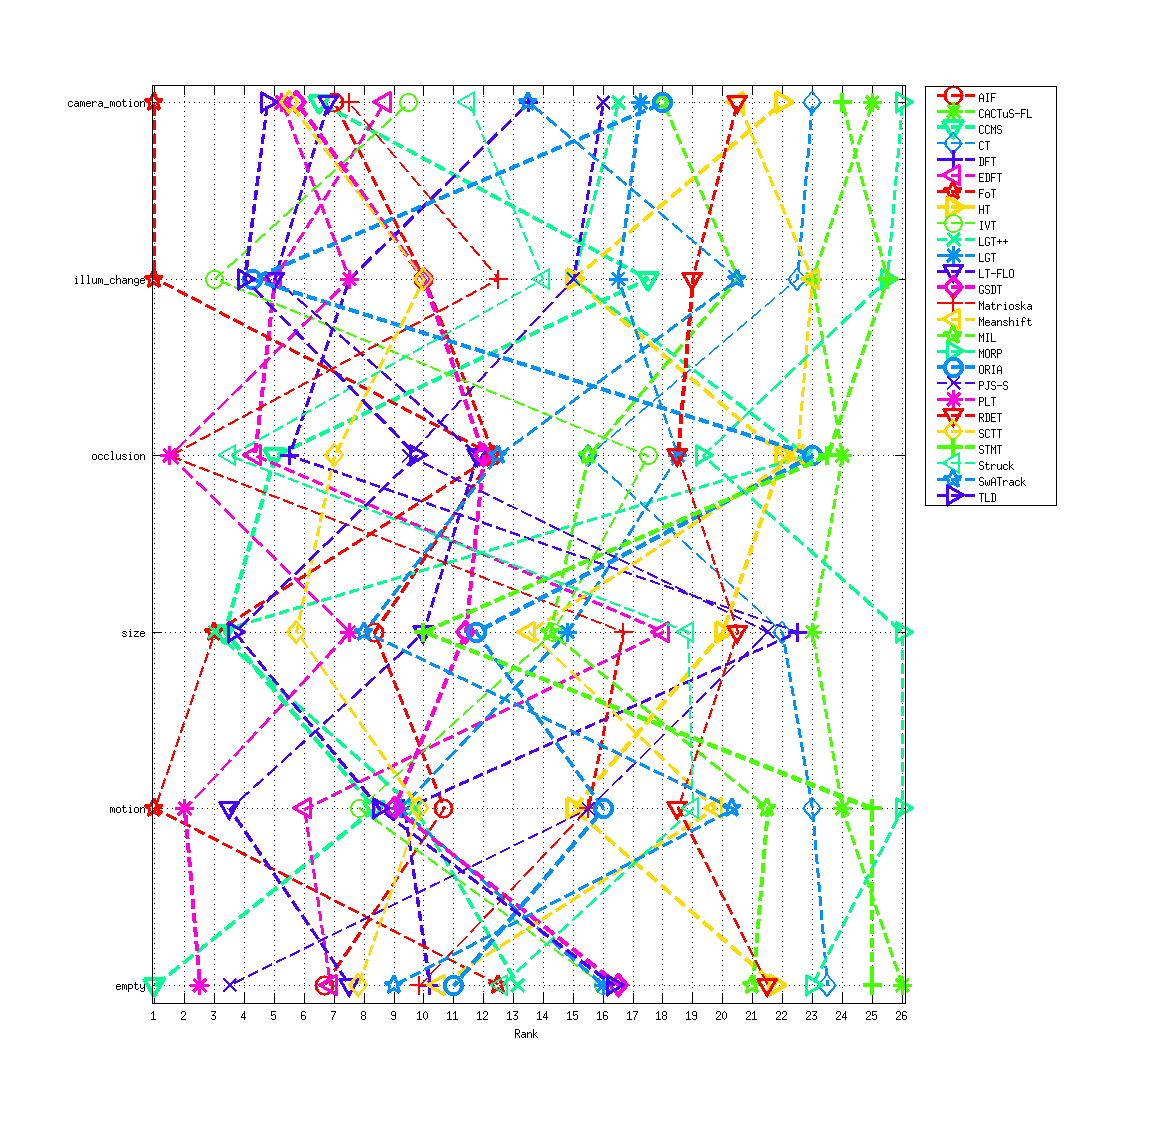 camera_motion
illum_change
occlusion
size
motion
empty
1 2 3 4 5 6 7 8 9 10 11 12 13 14 15 16 17 18 19 20 21 22 23 24 25 26
Rank
AIF
CACTuS-FL
CCMS
CT
DFT
EDFT
FoT
HT
IVT
LGT++
LGT
LT-FLO
GSDT
Matrioska
Meanshift
MIL
MORP
ORIA
PJS-S
PLT
RDET
SCTT
STMT
Struck
SwATrack
TLD